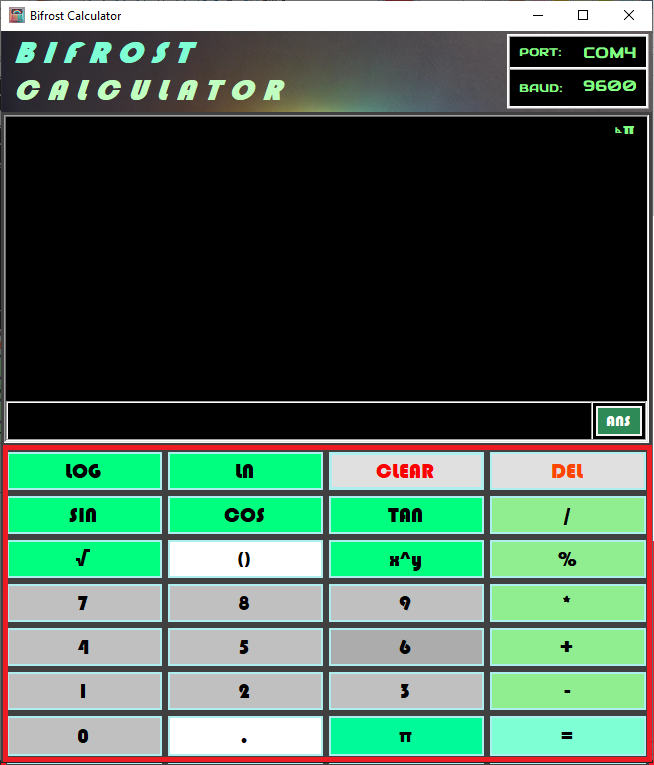 Bifrost Calculator
BIFROST
CALCULATOR
PORT: COM4
BAUD: 9600
π
ANS
LOG LN CLEAR DEL
SIN COS TAN /
√ () x^y %
7 8 9 *
4 5 6 +
1 2 3 -
0 . π =